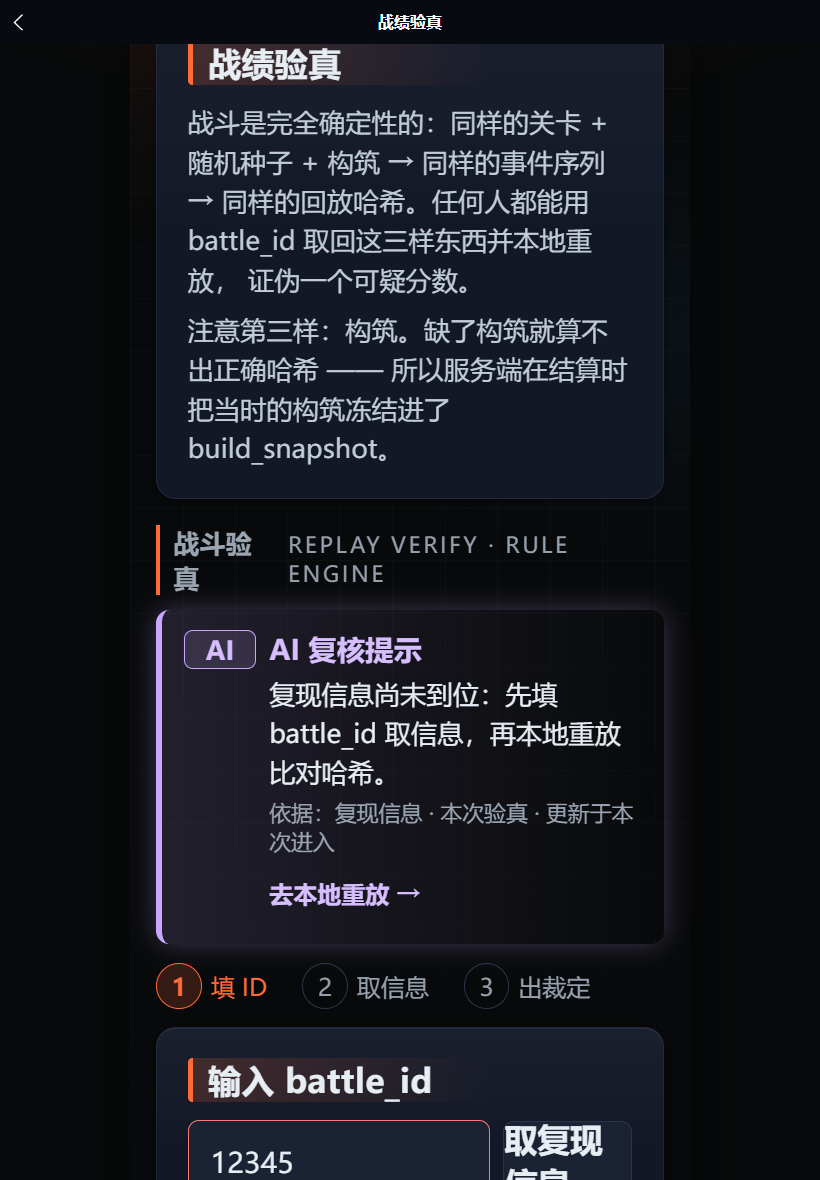 战绩验真
战绩验真
战斗是完全确定性的：同样的关卡 +
随机种子 + 构筑 → 同样的事件序列
→ 同样的回放哈希。任何人都能用
battle_id 取回这三样东西并本地重
放， 证伪一个可疑分数。
注意第三样：构筑。缺了构筑就算不
出正确哈希 —— 所以服务端在结算时
把当时的构筑冻结进了
build_snapshot。
战斗验
真
REPLAY VERIFY · RULE
ENGINE
AI
AI 复核提示
复现信息尚未到位：先填
battle_id 取信息，再本地重放
比对哈希。
依据：复现信息 · 本次验真 · 更新于本
次进入
去本地重放 →
1 填 ID
2 取信息
3 出裁定
输入 battle_id
12345
取复现
信息